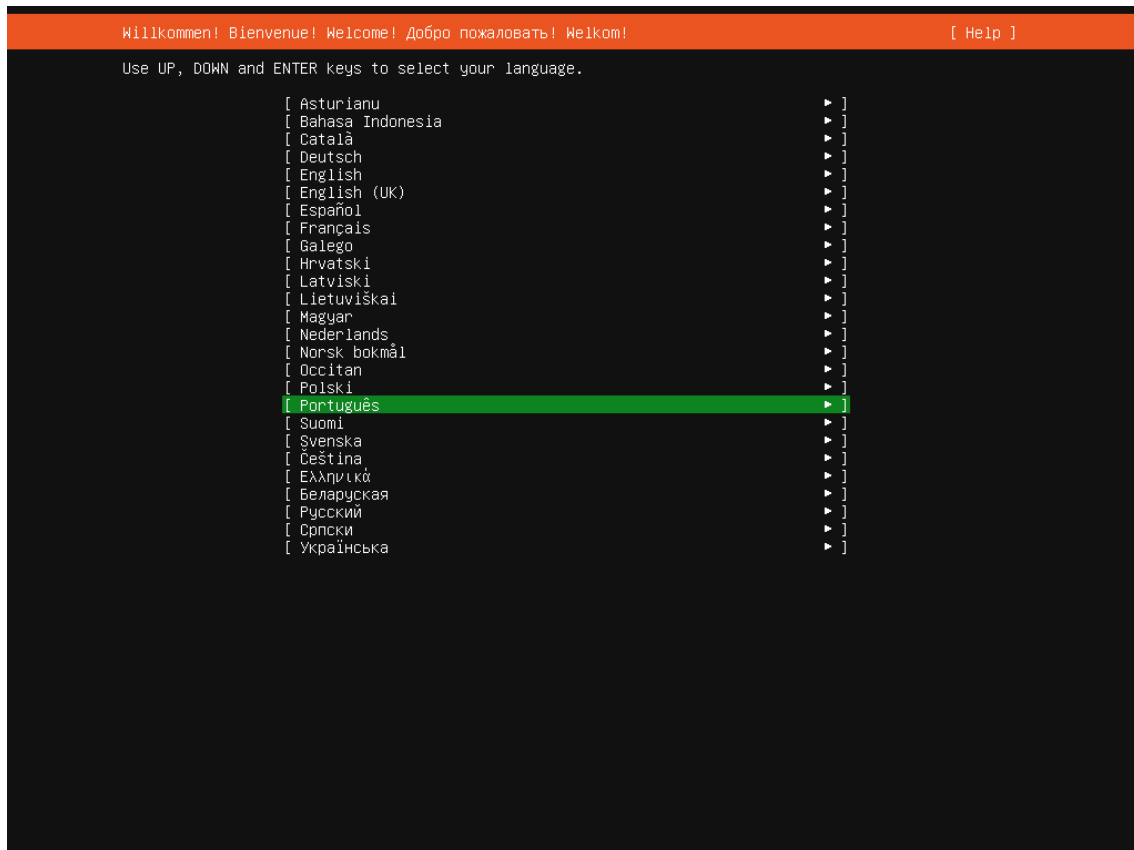 Willkommen! Bienvenue! Welcome! Добро пожаловать! Welkom! [ Help ]
Use UP, DOWN and ENTER keys to select your language.
[ Asturianu ▸ ]
[ Bahasa Indonesia ▸ ]
[ Català ▸ ]
[ Deutsch ▸ ]
[ English ▸ ]
[ English (UK) ▸ ]
[ Español ▸ ]
[ Français ▸ ]
[ Galego ▸ ]
[ Hrvatski ▸ ]
[ Latviski ▸ ]
[ Lietuviškai ▸ ]
[ Magyar ▸ ]
[ Nederlands ▸ ]
[ Norsk bokmål ▸ ]
[ Occitan ▸ ]
[ Polski ▸ ]
[ Português ▸ ]
[ Suomi ▸ ]
[ Svenska ▸ ]
[ Čeština ▸ ]
[ Ελληνικά ▸ ]
[ Беларуская ▸ ]
[ Русский ▸ ]
[ Српски ▸ ]
[ Українська ▸ ]